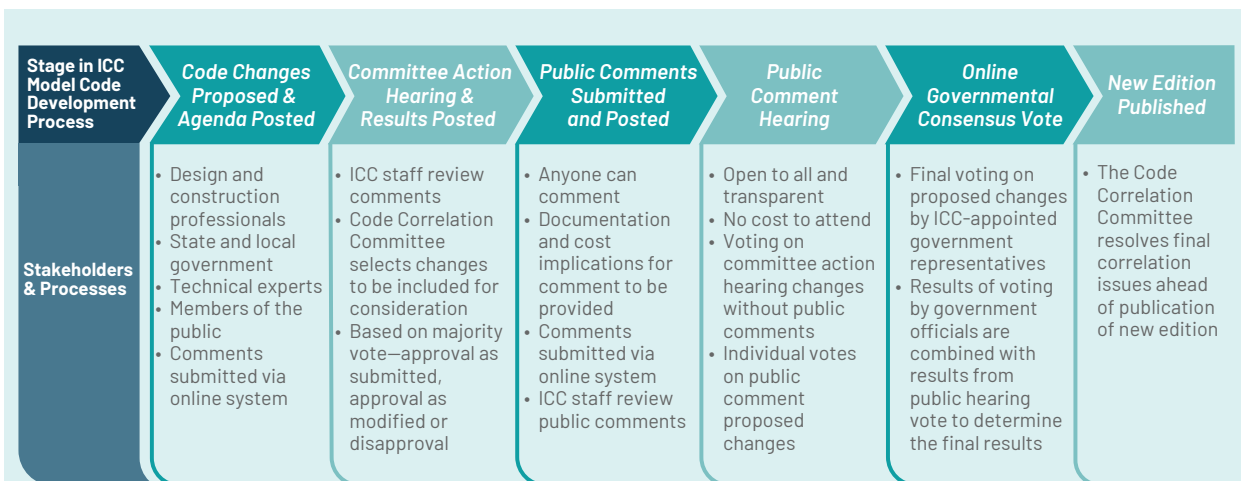 Stage in ICC
Model Code
Development
Process
Code Changes
Proposed &
Agenda Posted
Committee Action
Hearing &
Results Posted
Public Comments
Submitted
and Posted
Public
Comment
Hearing
Online
Governmental
Consensus Vote
New Edition
Published
Stakeholders
& Processes
• Design and
construction
professionals
• State and local
government
• Technical experts
• Members of the
public
• Comments
submitted via
online system
• ICC staff review
comments
• Code Correlation
Committee
selects changes
to be included for
consideration
• Based on majority
vote—approval as
submitted,
approval as
modified or
disapproval
• Anyone can
comment
• Documentation
and cost
implications for
comment to be
provided
• Comments
submitted via
online system
• ICC staff review
public comments
• Open to all and
transparent
• No cost to attend
• Voting on
committee action
hearing changes
without public
comments
• Individual votes
on public
comment
proposed
changes
• Final voting on
proposed changes
by ICC-appointed
government
representatives
• Results of voting
by government
officials are
combined with
results from
public hearing
vote to determine
the final results
• The Code
Correlation
Committee
resolves final
correlation
issues ahead
of publication
of new edition